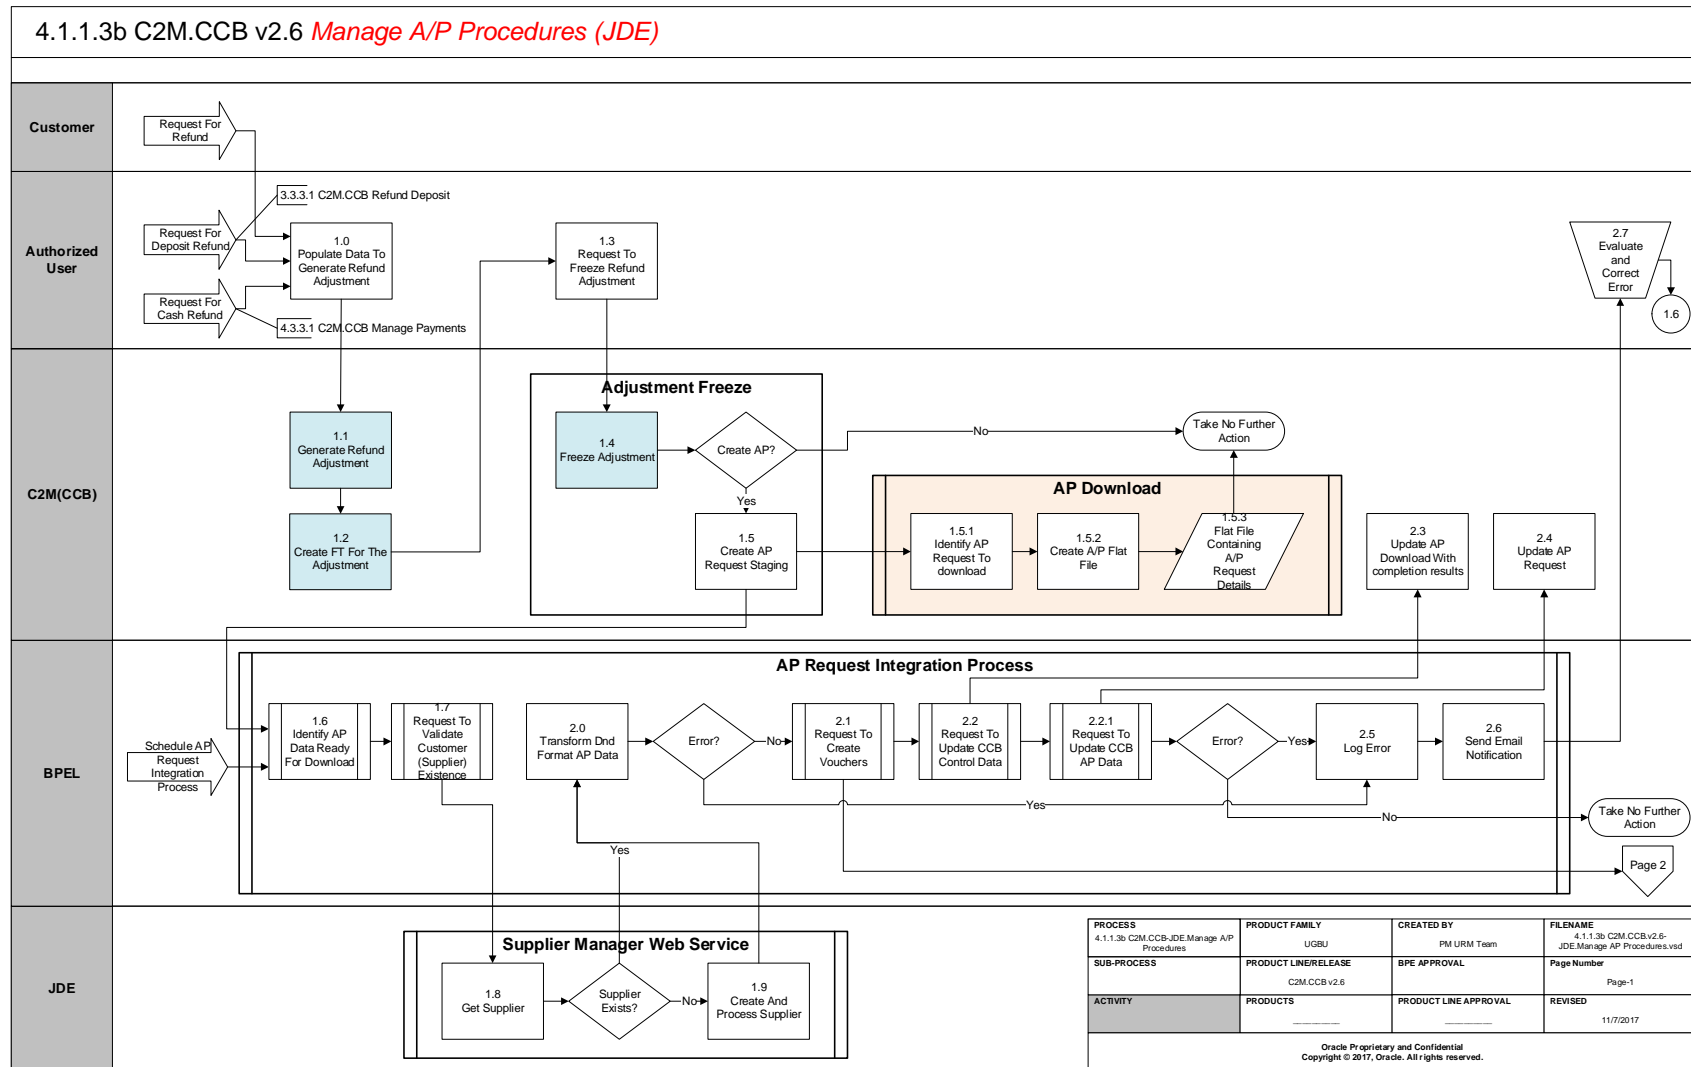 4.1.1.3b C2M.CCB v2.6 Manage A/P Procedures (JDE)
Customer
Request For
Refund
Authorized
User
Request For
Deposit Refund
3.3.3.1 C2M.CCB Refund Deposit
Request For
Cash Refund
4.3.3.1 C2M.CCB Manage Payments
1.0
Populate Data To
Generate Refund
Adjustment
1.3
Request To
Freeze Refund
Adjustment
2.7
Evaluate
and
Correct
Error
1.6
C2M(CCB)
1.1
Generate Refund
Adjustment
1.2
Create FT For The
Adjustment
Adjustment Freeze
1.4
Freeze Adjustment
Create AP?
No
Yes
1.5
Create AP
Request Staging
Take No Further
Action
AP Download
1.5.1
Identify AP
Request To
download
1.5.2
Create A/P Flat
File
1.5.3
Flat File
Containing
A/P
Request
Details
2.3
Update AP
Download With
completion results
2.4
Update AP
Request
BPEL
AP Request Integration Process
Schedule AP
Request
Integration
Process
1.6
Identify AP
Data Ready
For Download
1.7
Request To
Validate
Customer
(Supplier)
Existence
2.0
Transform Dnd
Format AP Data
Error?
No
Yes
2.1
Request To
Create
Vouchers
2.2
Request To
Update CCB
Control Data
2.2.1
Request To
Update CCB
AP Data
Error?
Yes
No
2.5
Log Error
2.6
Send Email
Notification
Take No Further
Action
Page 2
Yes
JDE
Supplier Manager Web Service
1.8
Get Supplier
Supplier
Exists?
No
1.9
Create And
Process Supplier
PROCESS
4.1.1.3b C2M.CCB-JDE.Manage A/P
Procedures
PRODUCT FAMILY
UGBU
CREATED BY
PM URM Team
FILENAME
4.1.1.3b C2M.CCB.v2.6-
JDE.Manage AP Procedures.vsd
SUB-PROCESS
PRODUCT LINE/RELEASE
C2M.CCB v2.6
BPE APPROVAL
Page Number
Page-1
ACTIVITY
PRODUCTS
PRODUCT LINE APPROVAL
REVISED
11/7/2017
Oracle Proprietary and Confidential
Copyright © 2017, Oracle. All rights reserved.